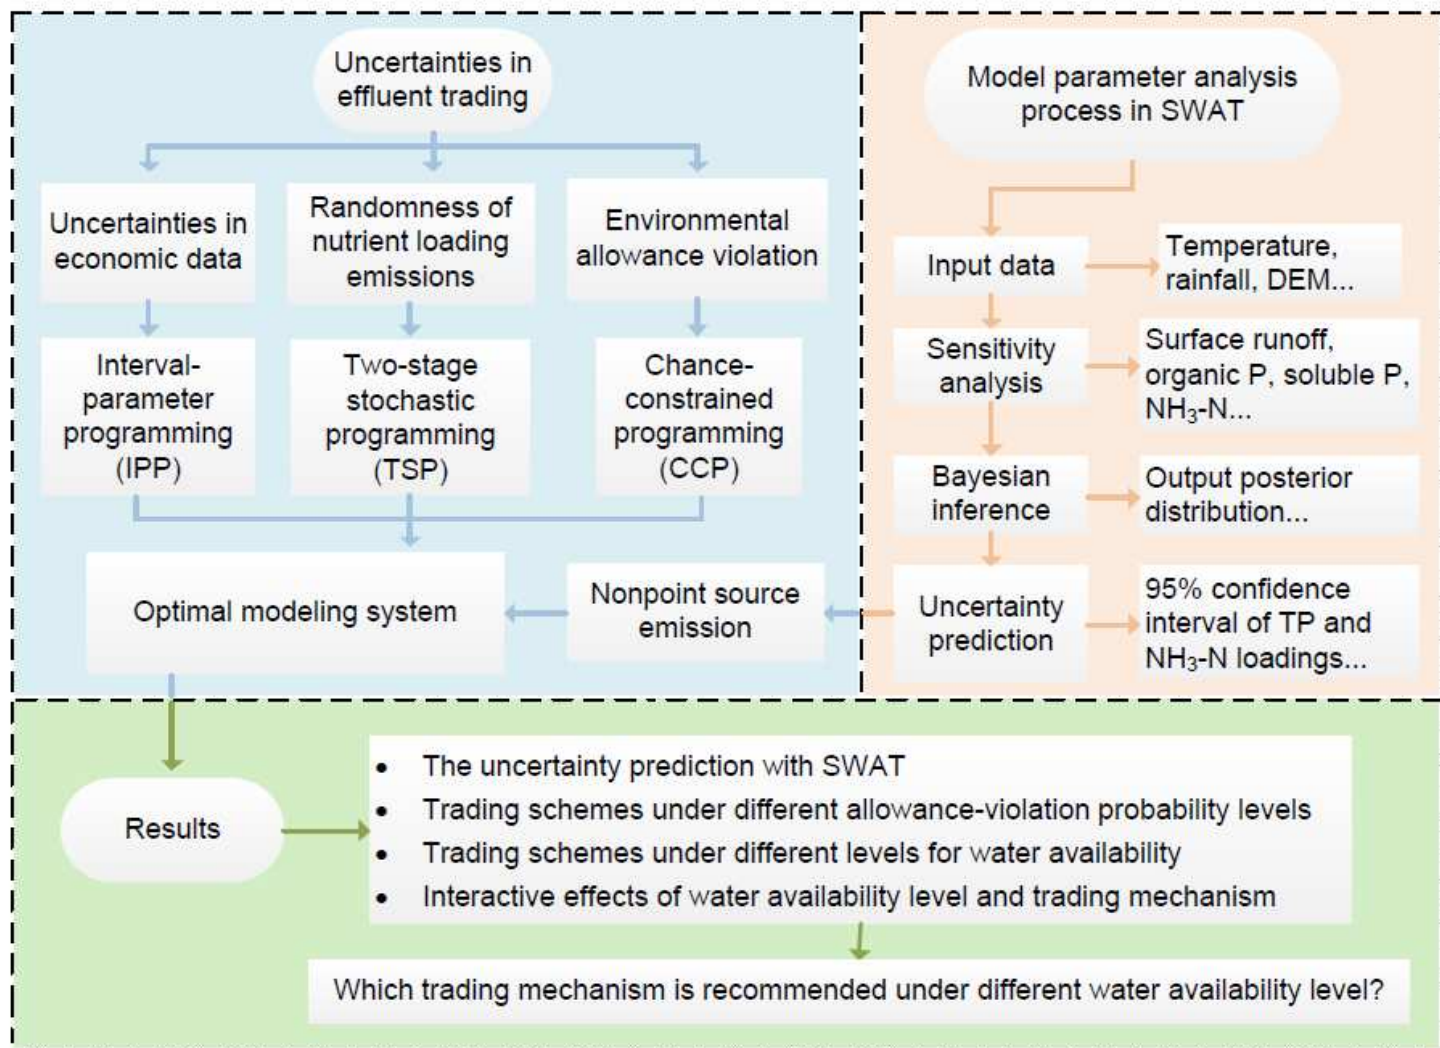 Uncertainties in
effluent trading
Uncertainties in
economic data
Randomness of
nutrient loading
emissions
Environmental
allowance violation
Interval-
parameter
programming
(IPP)
Two-stage
stochastic
programming
(TSP)
Chance-
constrained
programming
(CCP)
Optimal modeling system
Nonpoint source
emission
Model parameter analysis
process in SWAT
Input data
Temperature,
rainfall, DEM...
Sensitivity
analysis
Surface runoff,
organic P, soluble P,
NH₃-N...
Bayesian
inference
Output posterior
distribution...
Uncertainty
prediction
95% confidence
interval of TP and
NH₃-N loadings...
Results
• The uncertainty prediction with SWAT
• Trading schemes under different allowance-violation probability levels
• Trading schemes under different levels for water availability
• Interactive effects of water availability level and trading mechanism
Which trading mechanism is recommended under different water availability level?